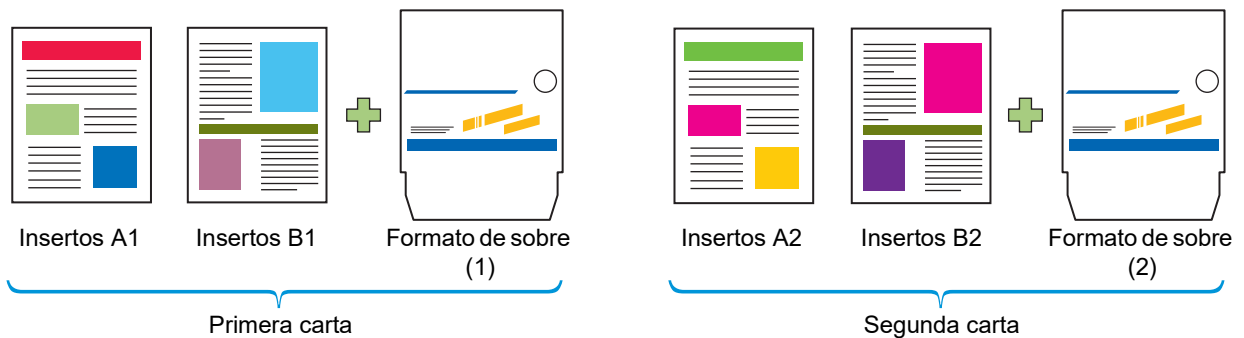 Insertos A1
Insertos B1
Formato de sobre
(1)
Primera carta
Insertos A2
Insertos B2
Formato de sobre
(2)
Segunda carta